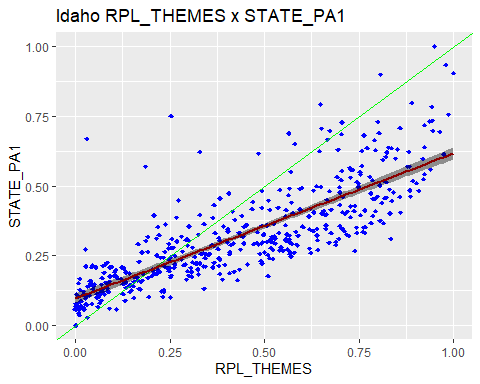 Idaho RPL_THEMES x STATE_PA1
STATE_PA1
1.00
0.75
0.50
0.25
0.00
0.00 0.25 0.50 0.75 1.00
RPL_THEMES